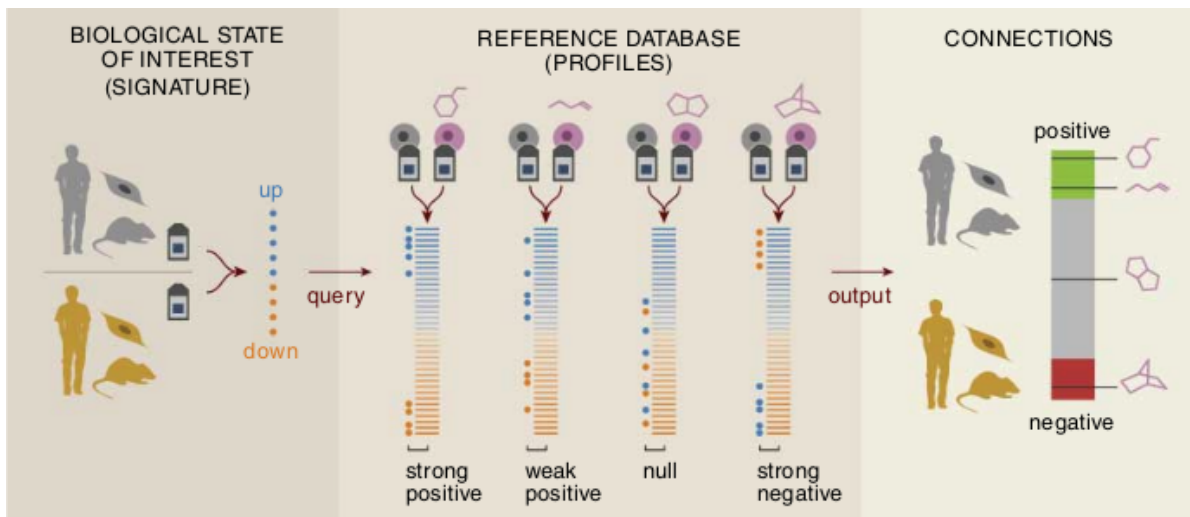 BIOLOGICAL STATE
OF INTEREST
(SIGNATURE)
up
down
query
REFERENCE DATABASE
(PROFILES)
strong
positive
weak
positive
null
strong
negative
output
CONNECTIONS
positive
negative